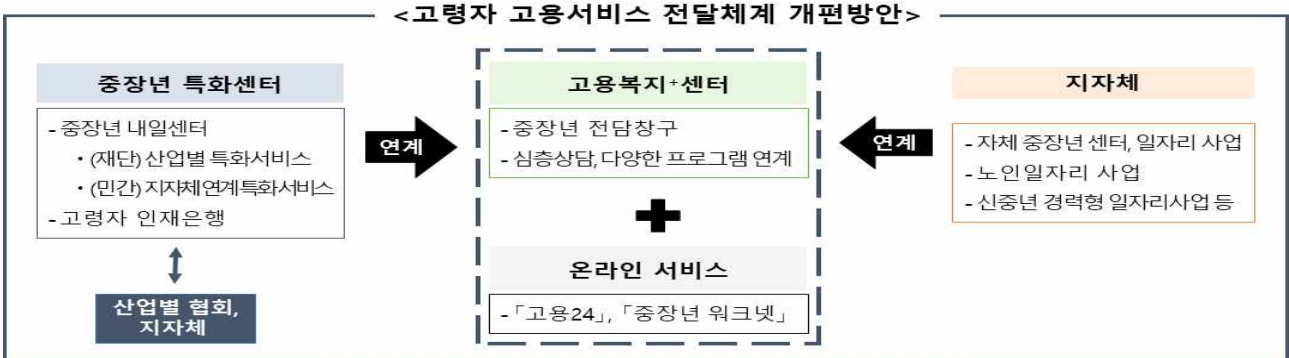 <고령자 고용서비스 전달체계 개편방안>
중장년 특화센터
- 중장년 내일센터
• (재단) 산업별 특화서비스
• (민간) 지자체연계특화서비스
- 고령자 인재은행
산업별 협회,
지자체
연계
고용복지+센터
- 중장년 전담창구
- 심층상담, 다양한 프로그램 연계
온라인 서비스
-「고용24」,「중장년 워크넷」
연계
지자체
- 자체 중장년 센터, 일자리 사업
- 노인일자리 사업
- 신중년 경력형 일자리사업 등